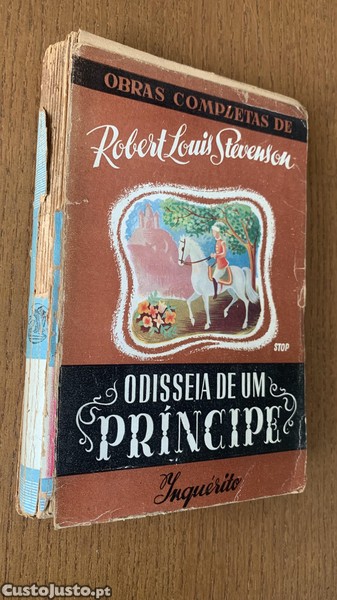 OBRAS COMPLETAS DE
Robert Louis Stevenson
STOP
ODISSEIA DE UM
PRÍNCIPE
Inquérito
CustoJusto.pt